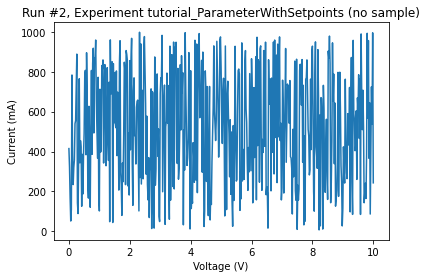 Run #2, Experiment tutorial_ParameterWithSetpoints (no sample)
1000
800
600
400
200
0
Current (mA)
0 2 4 6 8 10
Voltage (V)